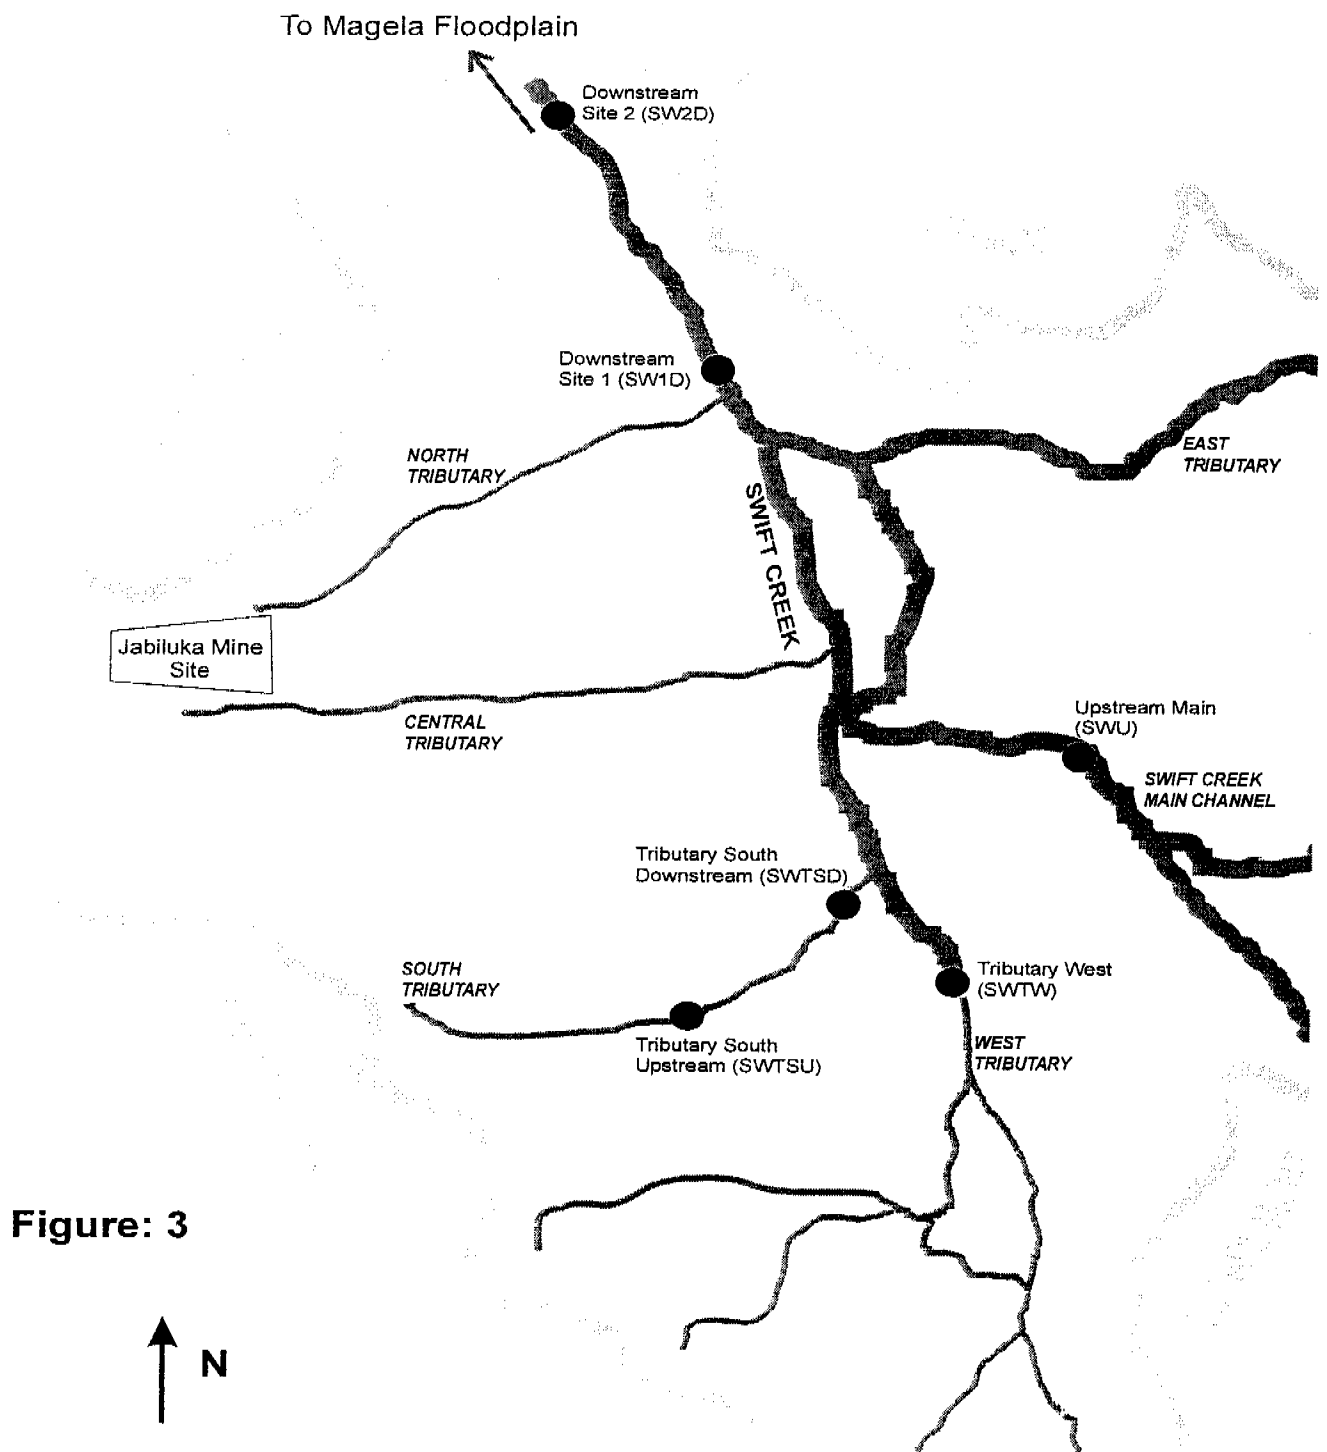 To Magela Floodplain
Downstream
Site 2 (SW2D)
Downstream
Site 1 (SW1D)
NORTH
TRIBUTARY
EAST
TRIBUTARY
SWIFT CREEK
Jabiluka Mine
Site
CENTRAL
TRIBUTARY
Upstream Main
(SWU)
SWIFT CREEK
MAIN CHANNEL
Tributary South
Downstream (SWTSD)
SOUTH
TRIBUTARY
Tributary West
(SWTW)
Tributary South
Upstream (SWTSU)
WEST
TRIBUTARY
Figure: 3
N